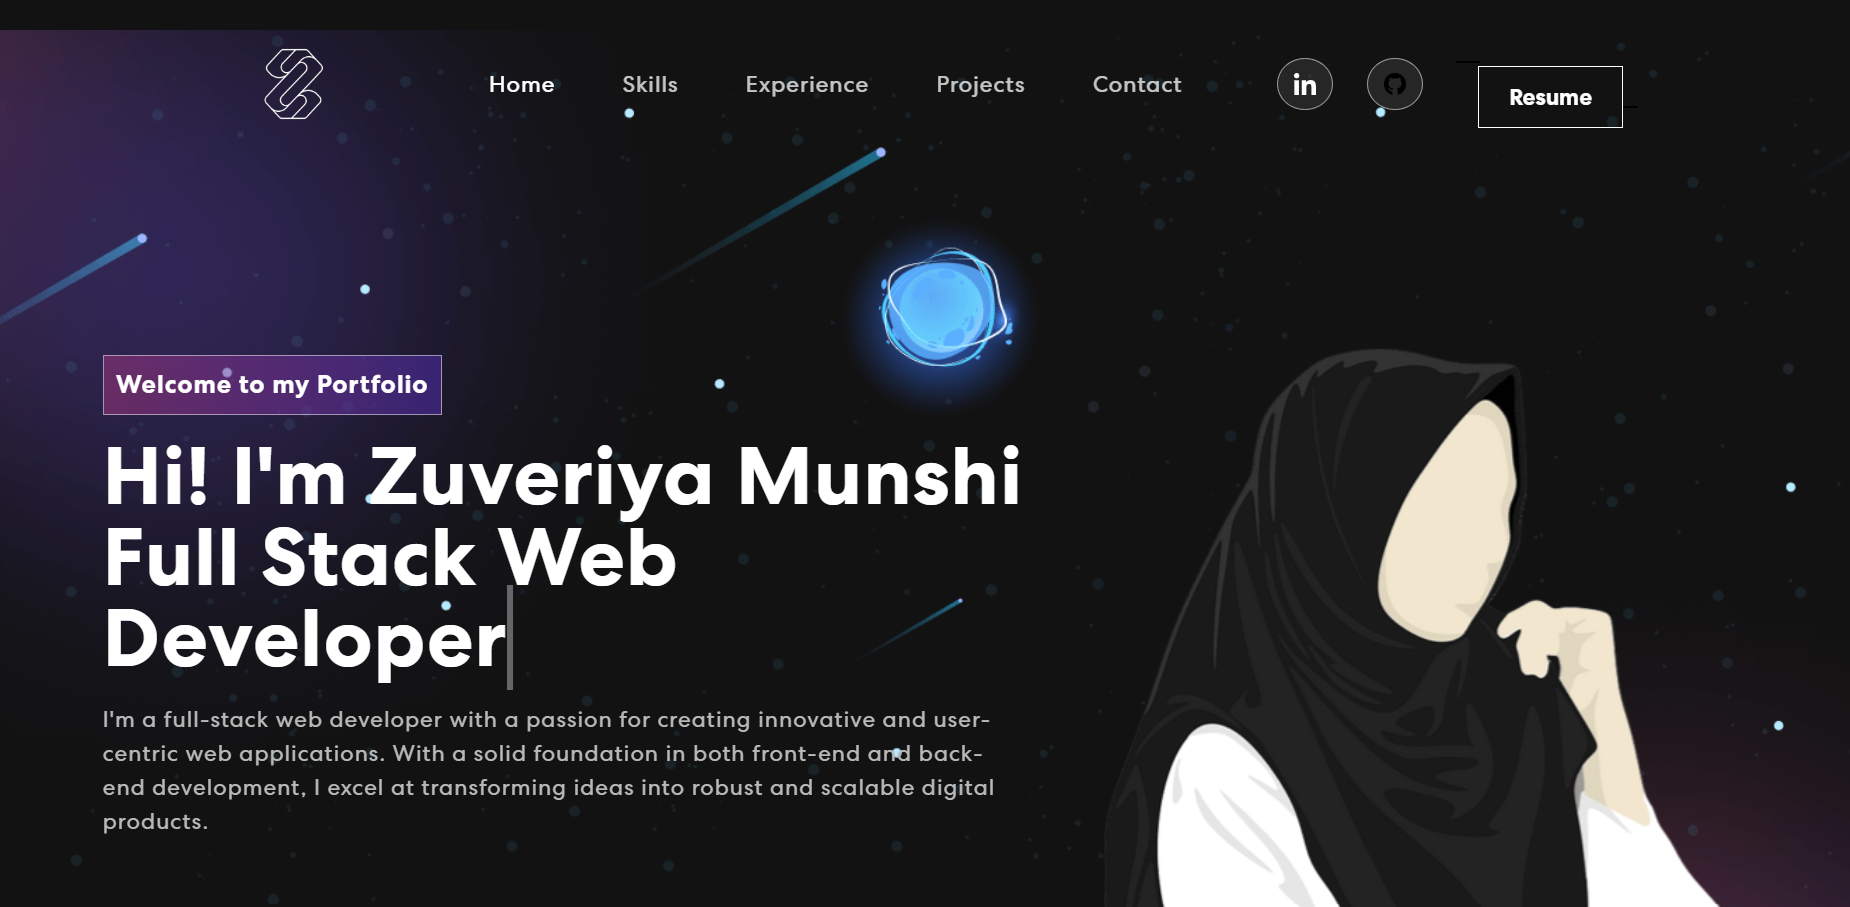 Home Skills Experience Projects Contact in Resume
Welcome to my Portfolio
Hi! I'm Zuveriya Munshi
Full Stack Web
Developer
I'm a full-stack web developer with a passion for creating innovative and user-
centric web applications. With a solid foundation in both front-end and back-
end development, I excel at transforming ideas into robust and scalable digital
products.